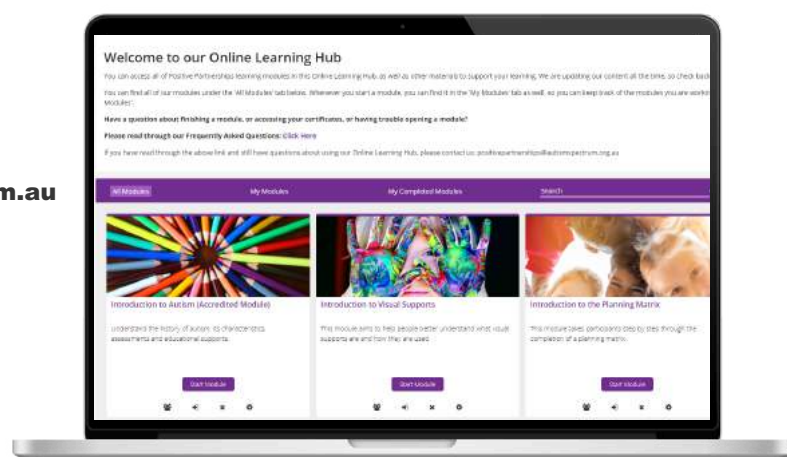 Welcome to our Online Learning Hub
You can access all of Positive Partnerships learning modules in this Online Learning Hub, as well as other materials to support your learning. We are updating our content all the time, so check back
You can find all of our modules under the 'All Modules' tab below. Whenever you start a module, you can find it in the 'My Modules' tab as well, so you can keep track of the modules you are
Modules'.
Have a question about finishing a module, or accessing your certificates, or having trouble opening a module?
Please read through our Frequently Asked Questions: Click Here
If you have read through the above link and still have questions about using our Online Learning Hub, please contact us: positivepartnerships@autismspectrum.org.au
m.au
All Modules My Modules My Completed Modules Search
Introduction to Autism (Accredited Module) Introduction to Visual Supports Introduction to the Planning Matrix
Understand the history of autism, its characteristics, This module aims to help people better understand what visual This module takes participants step by step through the
assessments and educational supports. supports are and how they are used. completion of a planning matrix.
Start Module Start Module Start Module